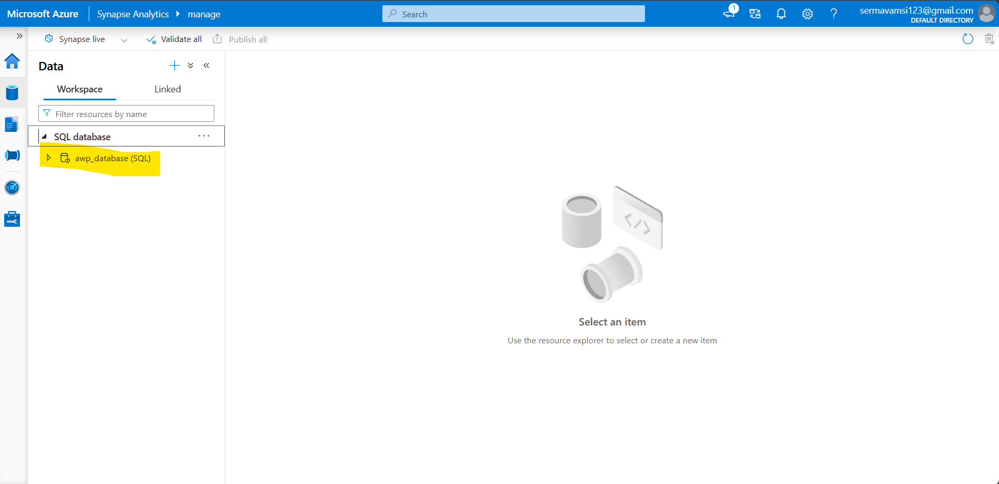 Microsoft Azure
Synapse Analytics
manage
Search
1
sermavamsi123@gmail.com
DEFAULT DIRECTORY
Synapse live
Validate all
Publish all
Data
Workspace
Linked
Filter resources by name
SQL database
awp_database (SQL)
Select an item
Use the resource explorer to select or create a new item